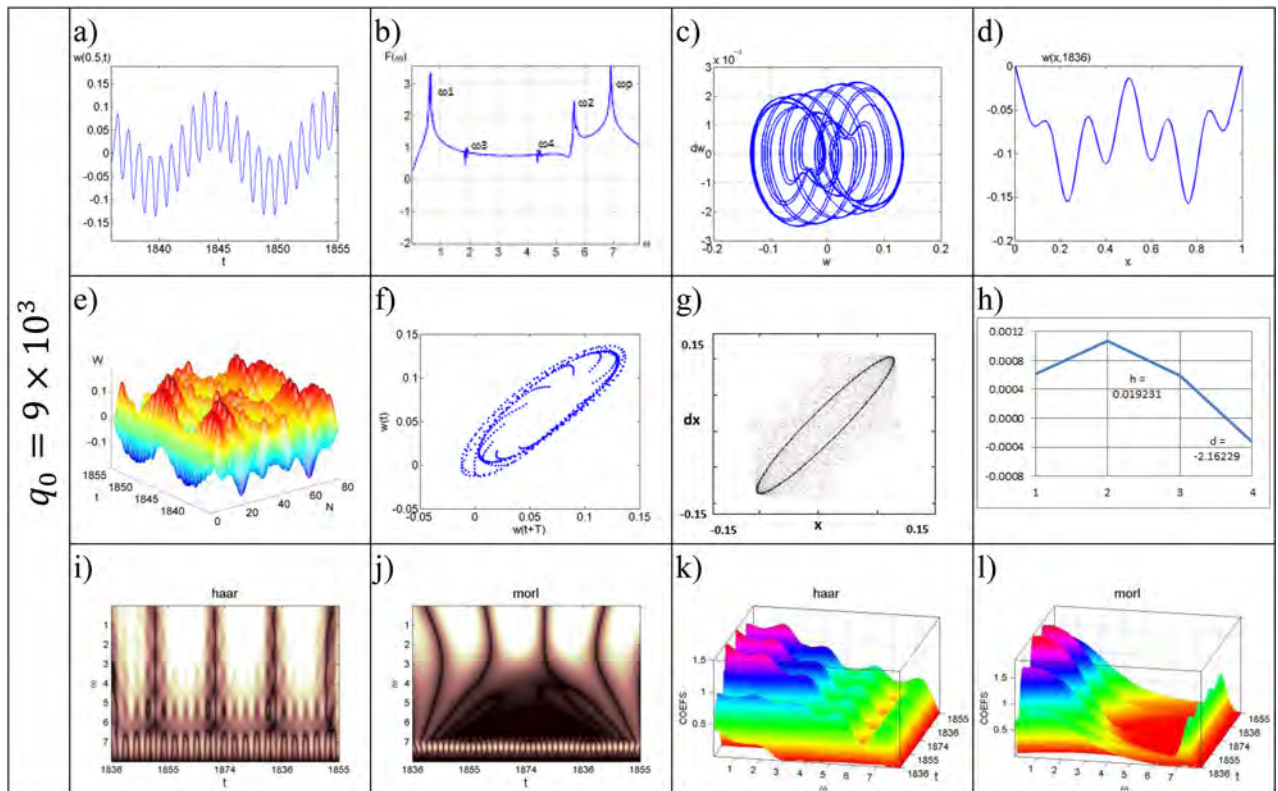 q₀ = 9 × 10³
a)
w(0.5,t)
0.15
0.1
0.05
0
-0.05
-0.1
-0.15
1840 1845 1850 1855
t
b)
F(ω)
3
2
1
0
-1
-2
ω1
ω3
ω4
ω2
ωp
1 2 3 4 5 6 7
c)
x 10⁻³
3
2
1
dw 0
-1
-2
-3
-0.2 -0.1 0 0.1 0.2
w
d)
w(x,1836)
0
-0.05
-0.1
-0.15
-0.2
0 0.2 0.4 0.6 0.8 1
x
e)
W
0.1
0
-0.1
1855
t
1850
1845
1840
0 20 40 60 80
N
f)
0.15
0.1
w(t)
0.05
0
-0.05
-0.05 0 0.05 0.1 0.15
w(t+T)
g)
0.15
dx
-0.15
-0.15 x 0.15
h)
0.0012
0.0008
0.0004
0.0000
-0.0004
-0.0008
h =
0.019231
d =
-2.16229
1 2 3 4
i)
haar
1
2
3
ω 4
5
6
7
1836 1855 1874 1836 1855
t
j)
morl
1
2
3
ω 4
5
6
7
1836 1855 1874 1836 1855
t
k)
haar
COEFS
1.5
1
0.5
1 2 3 4 5 6 7
ω
1855
1836
1874
1855
1836 t
l)
morl
COEFS
1.5
1
0.5
1 2 3 4 5 6 7
ω
1855
1836
1874
1855
1836 t